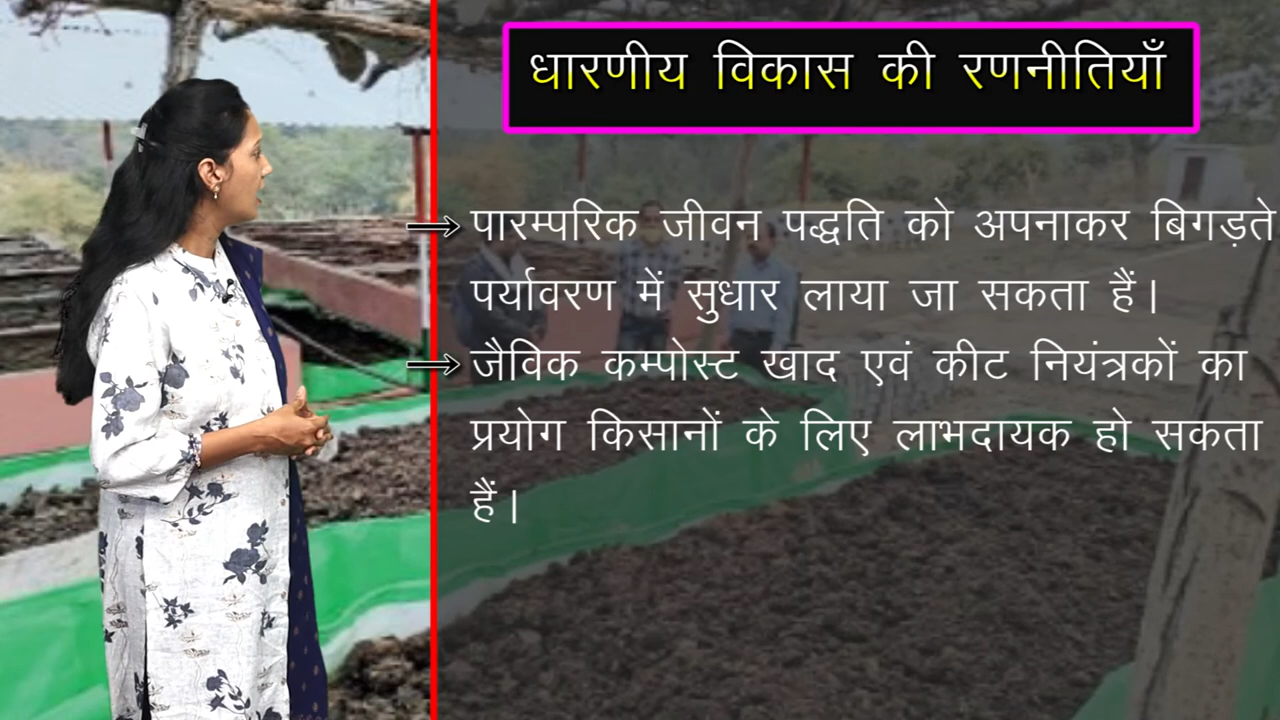 धारणीय विकास की रणनीतियाँ
→ पारम्परिक जीवन पद्धति को अपनाकर बिगड़ते
पर्यावरण में सुधार लाया जा सकता हैं।
→ जैविक कम्पोस्ट खाद एवं कीट नियंत्रकों का
प्रयोग किसानों के लिए लाभदायक हो सकता
हैं।